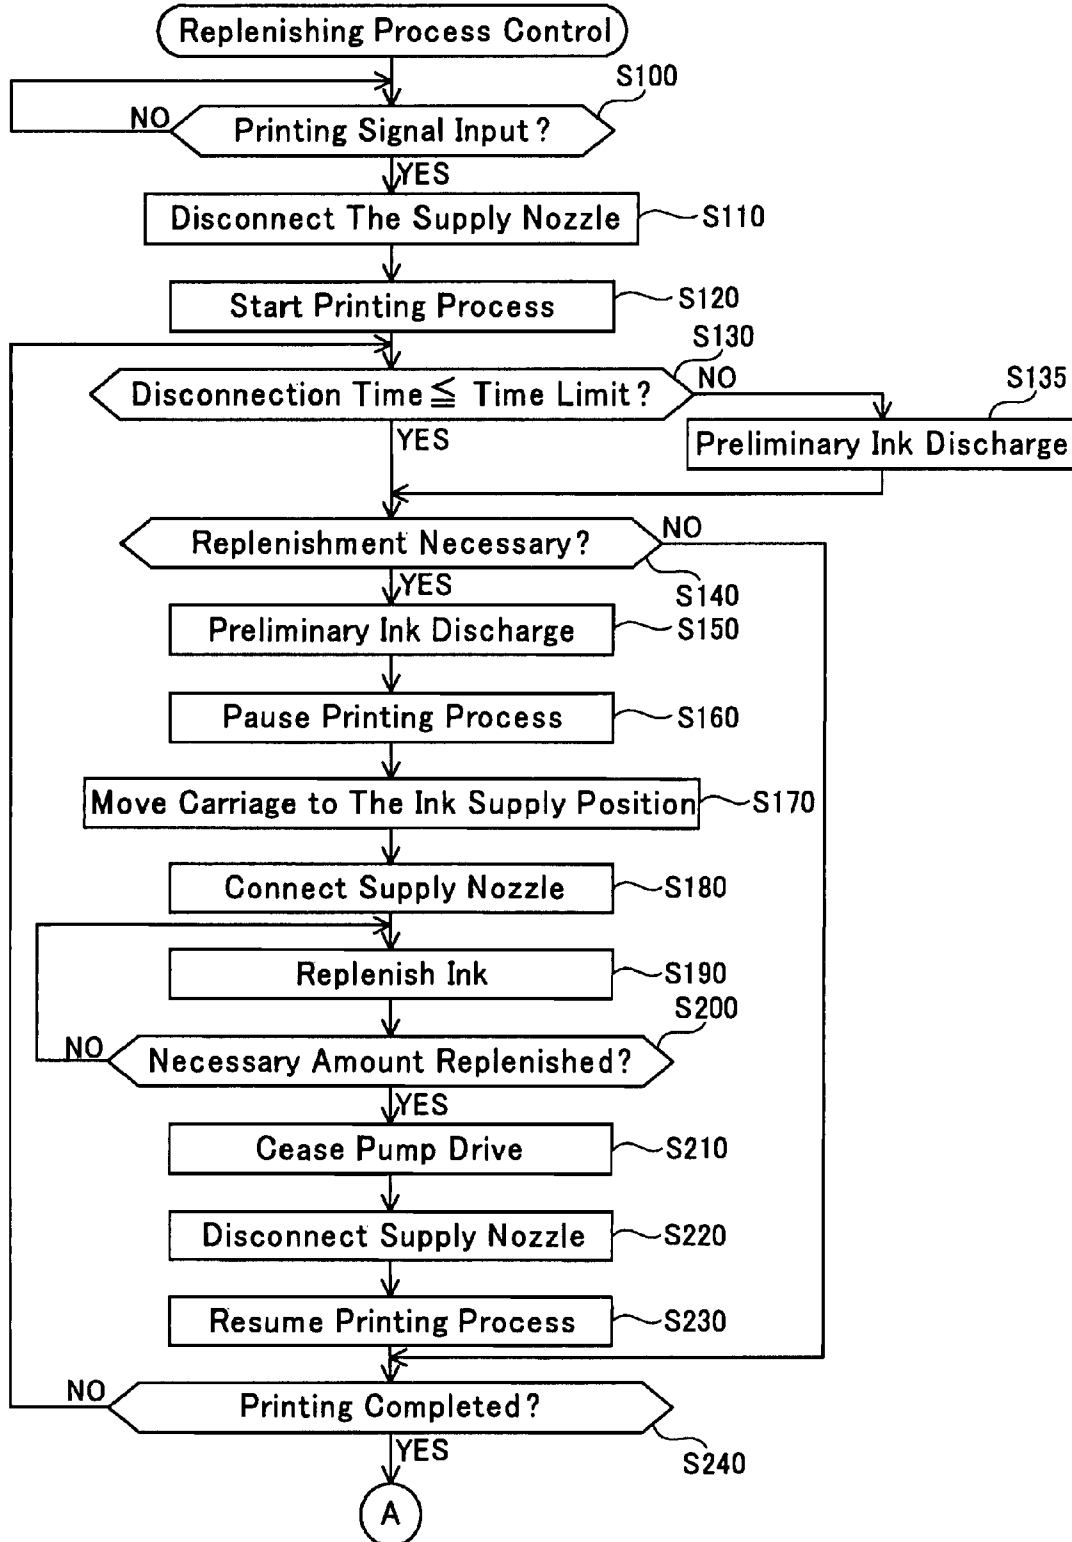 Replenishing Process Control
S100
NO
Printing Signal Input?
YES
Disconnect The Supply Nozzle
S110
Start Printing Process
S120
S130
Disconnection Time ≦ Time Limit?
NO
S135
YES
Preliminary Ink Discharge
Replenishment Necessary?
NO
YES
S140
Preliminary Ink Discharge
S150
Pause Printing Process
S160
Move Carriage to The Ink Supply Position
S170
Connect Supply Nozzle
S180
Replenish Ink
S190
S200
NO
Necessary Amount Replenished?
YES
Cease Pump Drive
S210
Disconnect Supply Nozzle
S220
Resume Printing Process
S230
NO
Printing Completed?
YES
S240
A